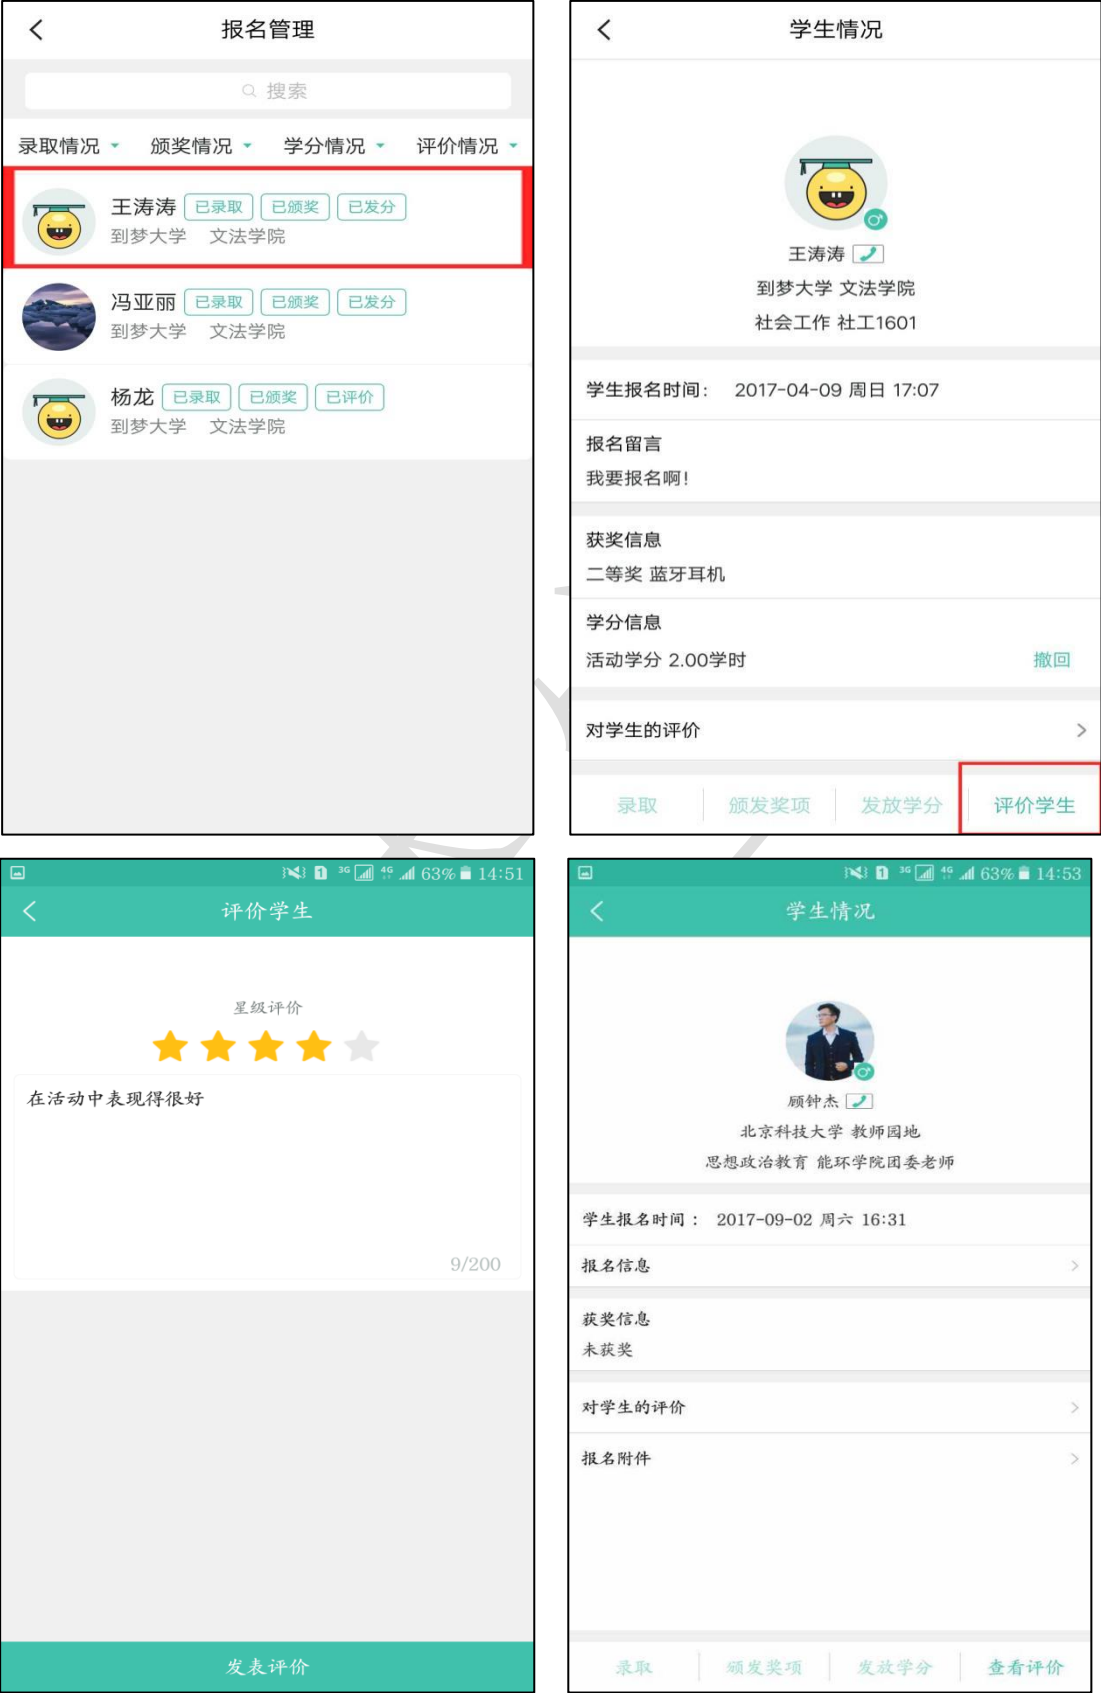 报名管理
搜索
录取情况 颁奖情况 学分情况 评价情况
王涛涛 已录取 已颁奖 已发分
到梦大学 文法学院
冯亚丽 已录取 已颁奖 已发分
到梦大学 文法学院
杨龙 已录取 已颁奖 已评价
到梦大学 文法学院
学生情况
王涛涛
到梦大学 文法学院
社会工作 社工1601
学生报名时间： 2017-04-09 周日 17:07
报名留言
我要报名啊!
获奖信息
二等奖 蓝牙耳机
学分信息
活动学分 2.00学时 撤回
对学生的评价
录取 颁发奖项 发放学分 评价学生
1 3G 4G 63% 14:51
评价学生
星级评价
在活动中表现得很好
9/200
发表评价
1 3G 4G 63% 14:53
学生情况
顾钟杰
北京科技大学 教师园地
思想政治教育 能环学院团委老师
学生报名时间： 2017-09-02 周六 16:31
报名信息
获奖信息
未获奖
对学生的评价
报名附件
录取 颁发奖项 发放学分 查看评价